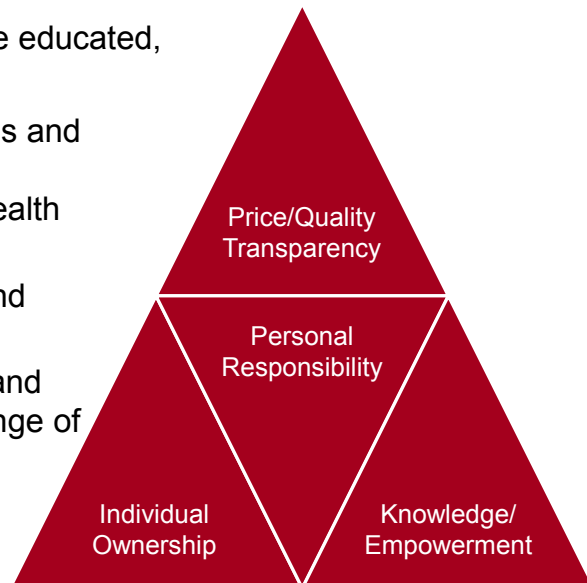 e educated,
s and
ealth
nd
and
nge of
Price/Quality
Transparency
Personal
Responsibility
Individual
Ownership
Knowledge/
Empowerment